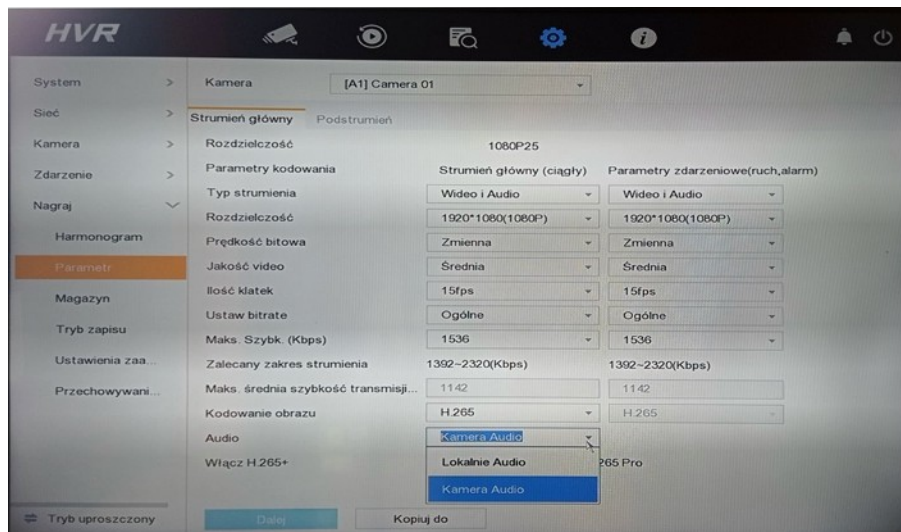 HVR
System >
Sieć >
Kamera >
Zdarzenie >
Nagraj
Harmonogram
Parametr
Magazyn
Tryb zapisu
Ustawienia zaa...
Przechowywani...
Tryb uproszczony
Kamera [A1] Camera 01
Strumień główny Podstrumień
Rozdzielczość 1080P25
Parametry kodowania Strumień główny (ciągły) Parametry zdarzeniowe(ruch,alarm)
Typ strumienia Wideo i Audio Wideo i Audio
Rozdzielczość 1920*1080(1080P) 1920*1080(1080P)
Prędkość bitowa Zmienna Zmienna
Jakość video Średnia Średnia
Ilość klatek 15fps 15fps
Ustaw bitrate Ogólne Ogólne
Maks. Szybk. (Kbps) 1536 1536
Zalecany zakres strumienia 1392~2320(Kbps) 1392~2320(Kbps)
Maks. średnia szybkość transmisji... 1142 1142
Kodowanie obrazu H.265 H.265
Audio Kamera Audio
Włącz H.265+ Lokalnie Audio 265 Pro
Kamera Audio
Dalej Kopiuj do